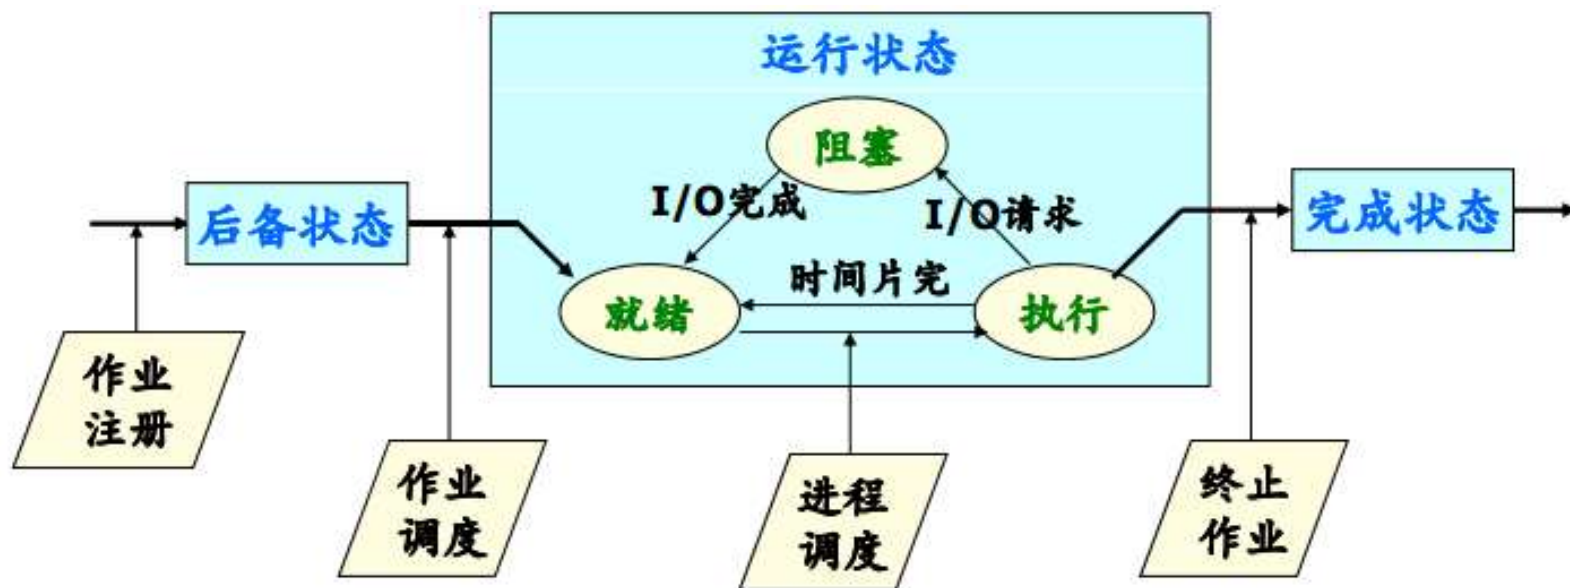 运行状态
阻塞
I/O完成
I/O请求
后备状态
完成状态
时间片完
就绪
执行
作业
注册
作业
调度
进程
调度
终止
作业